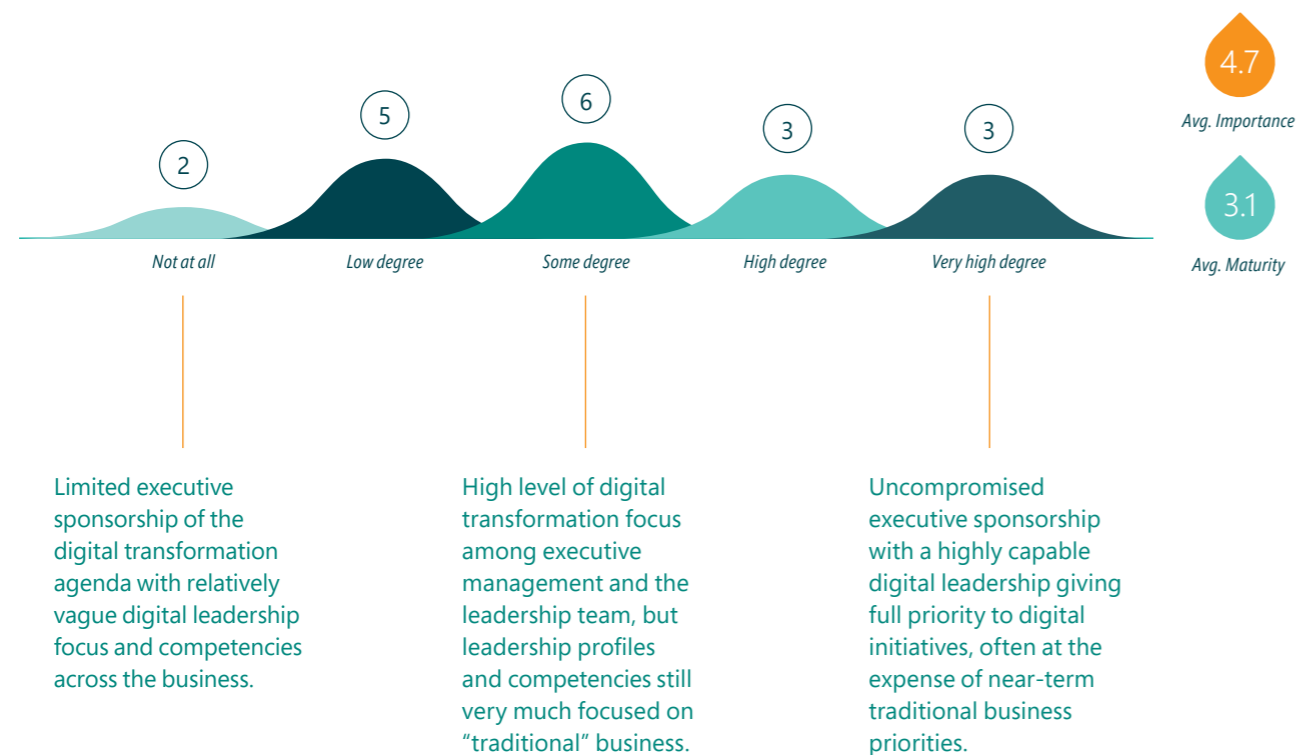 4.7
Avg. Importance
3.1
Avg. Maturity
2
5
6
3
3
Not at all
Low degree
Some degree
High degree
Very high degree
Limited executive
sponsorship of the
digital transformation
agenda with relatively
vague digital leadership
focus and competencies
across the business.
High level of digital
transformation focus
among executive
management and the
leadership team, but
leadership profiles
and competencies still
very much focused on
“traditional” business.
Uncompromised
executive sponsorship
with a highly capable
digital leadership giving
full priority to digital
initiatives, often at the
expense of near-term
traditional business
priorities.